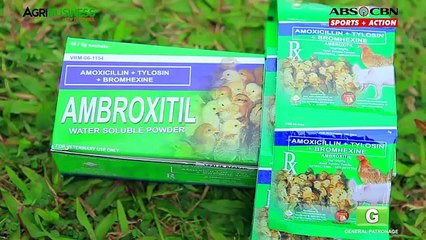 AGRIBUSINESS
ABS CBN
SPORTS + ACTION
VRM-06-1154
AMOXICILLIN + TYLOSIN
+ BROMHEXINE
AMBROXITIL
WATER SOLUBLE POWDER
FOR VETERINARY USE ONLY
AMOXICILLIN + TYLOSIN
+ BROMHEXINE
AMBROXITIL
Rx
AMOXICILLIN + TYLOSIN
+ BROMHEXINE
AMBROXITIL
Rx
G
GENERAL PATRONAGE